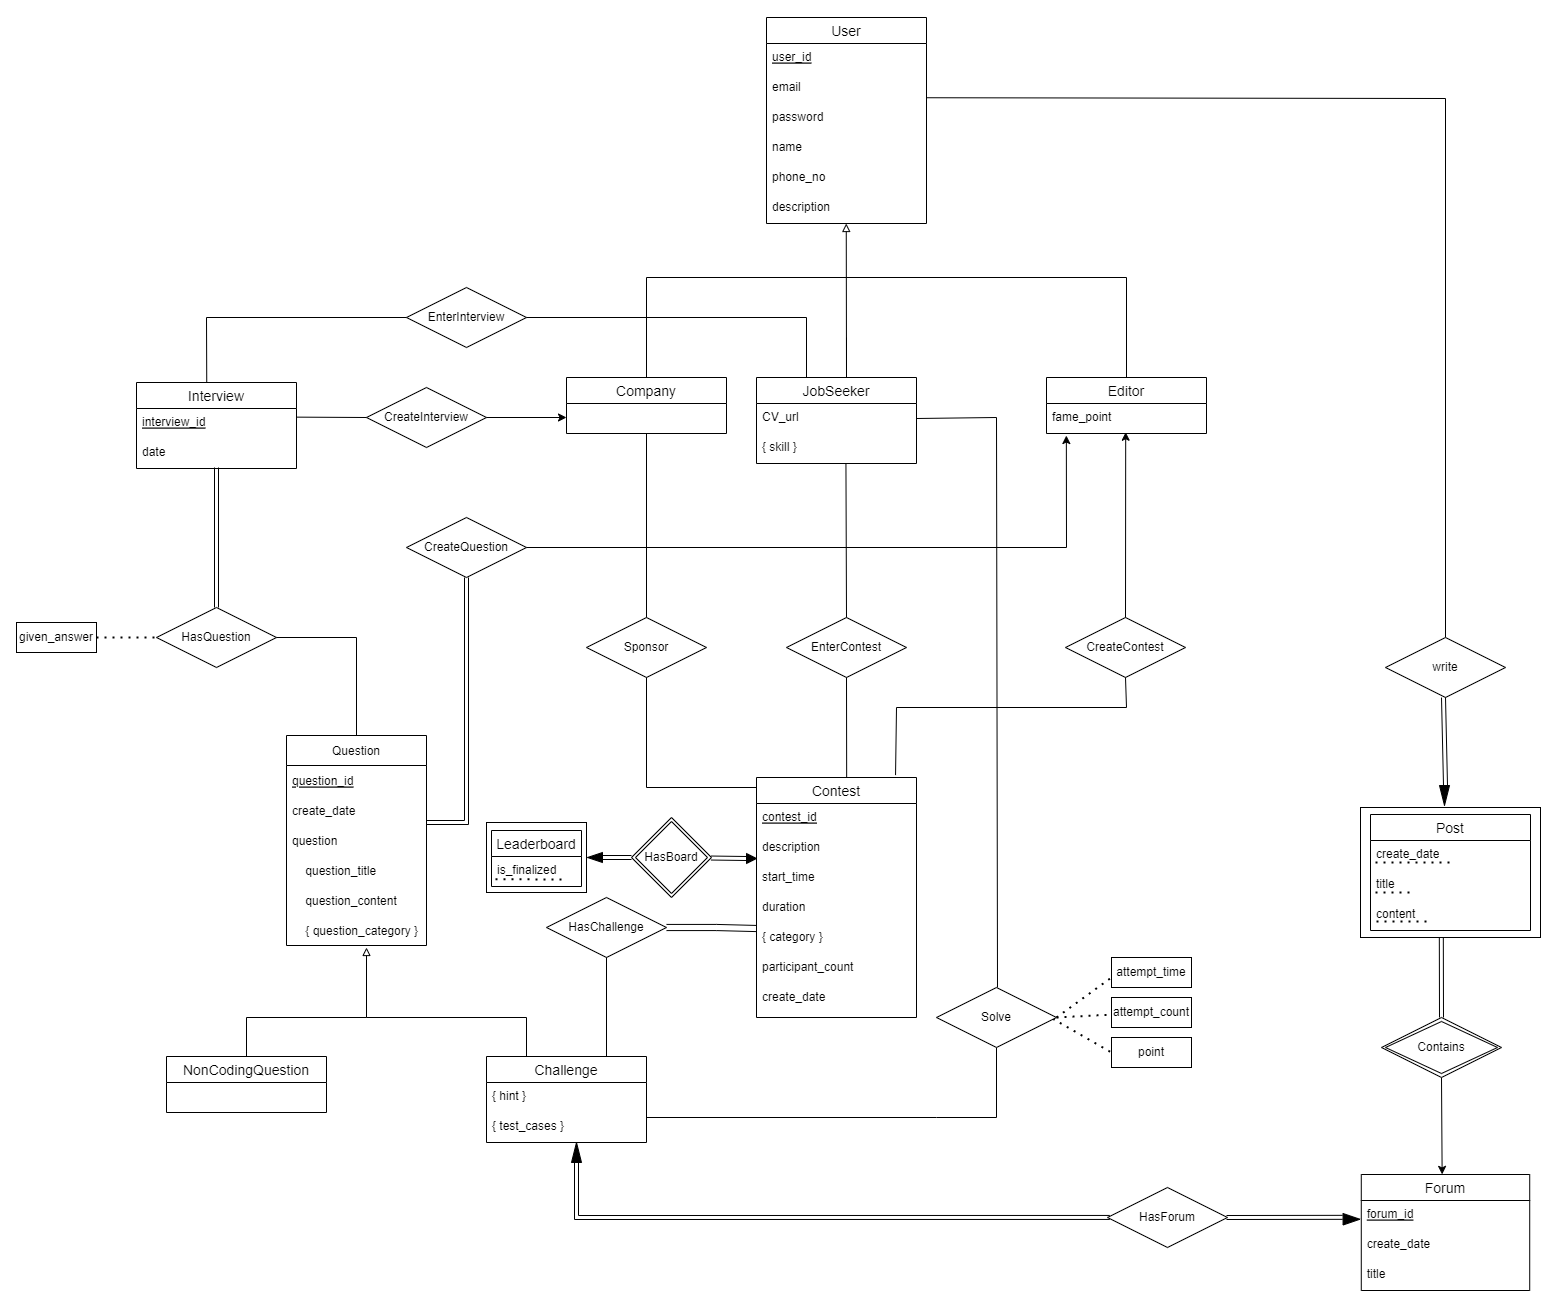 User
user_id
email
password
name
phone_no
description
EnterInterview
Interview
interview_id
date
CreateInterview
Company
JobSeeker
CV_url
{ skill }
Editor
fame_point
CreateQuestion
given_answer
HasQuestion
Sponsor
EnterContest
CreateContest
write
Question
question_id
create_date
question
question_title
question_content
{ question_category }
Leaderboard
is_finalized
HasBoard
Contest
contest_id
description
start_time
duration
{ category }
participant_count
create_date
Post
create_date
title
content
HasChallenge
Solve
attempt_time
attempt_count
point
Contains
NonCodingQuestion
Challenge
{ hint }
{ test_cases }
HasForum
Forum
forum_id
create_date
title